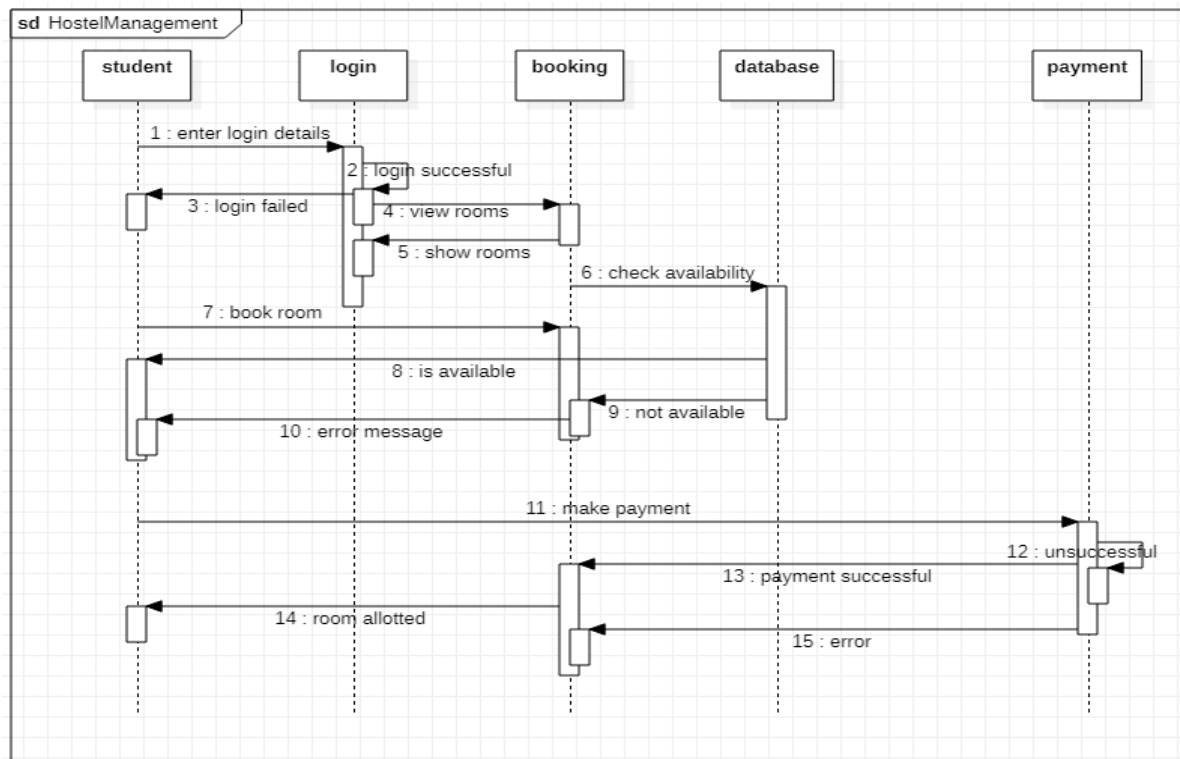 sd HostelManagement
student
login
booking
database
payment
1 : enter login details
2 : login successful
3 : login failed
4 : view rooms
5 : show rooms
6 : check availability
7 : book room
8 : is available
9 : not available
10 : error message
11 : make payment
12 : unsuccessful
13 : payment successful
14 : room allotted
15 : error